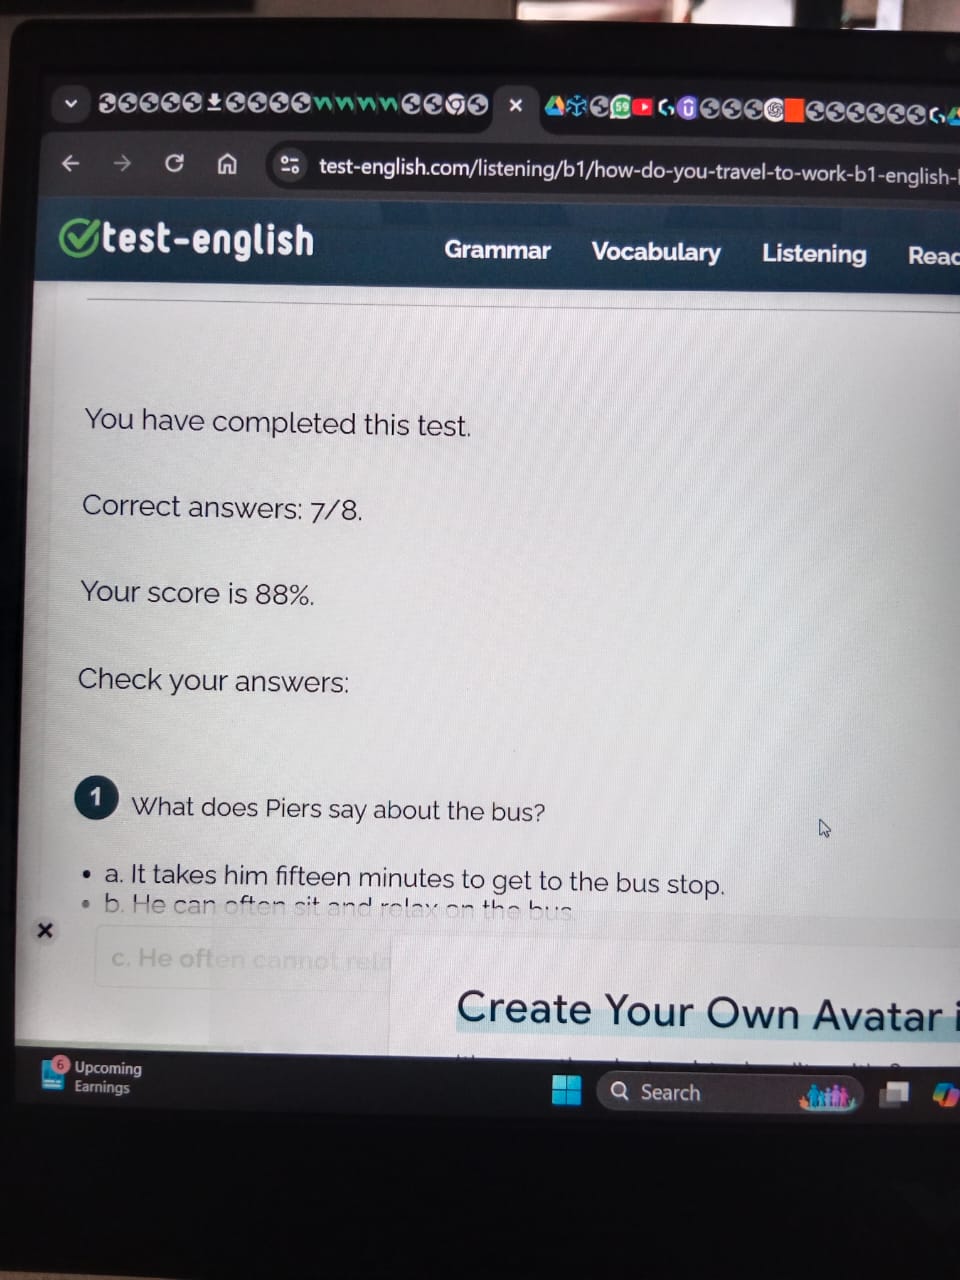 59
test-english.com/listening/b1/how-do-you-travel-to-work-b1-english-
test-english
Grammar Vocabulary Listening Reac
You have completed this test.
Correct answers: 7/8.
Your score is 88%.
Check your answers:
1 What does Piers say about the bus?
• a. It takes him fifteen minutes to get to the bus stop.
• b. He can often sit and relax on the bus
c. He often cannot rela
Create Your Own Avatar i
6 Upcoming
Earnings
Search